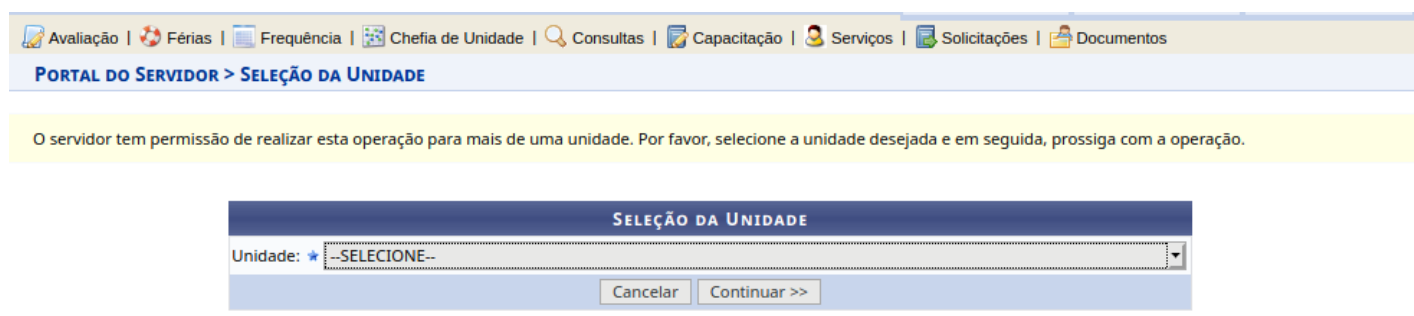 Avaliação | Férias | Frequência | Chefia de Unidade | Consultas | Capacitação | Serviços | Solicitações | Documentos
PORTAL DO SERVIDOR > SELEÇÃO DA UNIDADE
O servidor tem permissão de realizar esta operação para mais de uma unidade. Por favor, selecione a unidade desejada e em seguida, prossiga com a operação.
SELEÇÃO DA UNIDADE
Unidade: --SELECIONE--
Cancelar Continuar >>